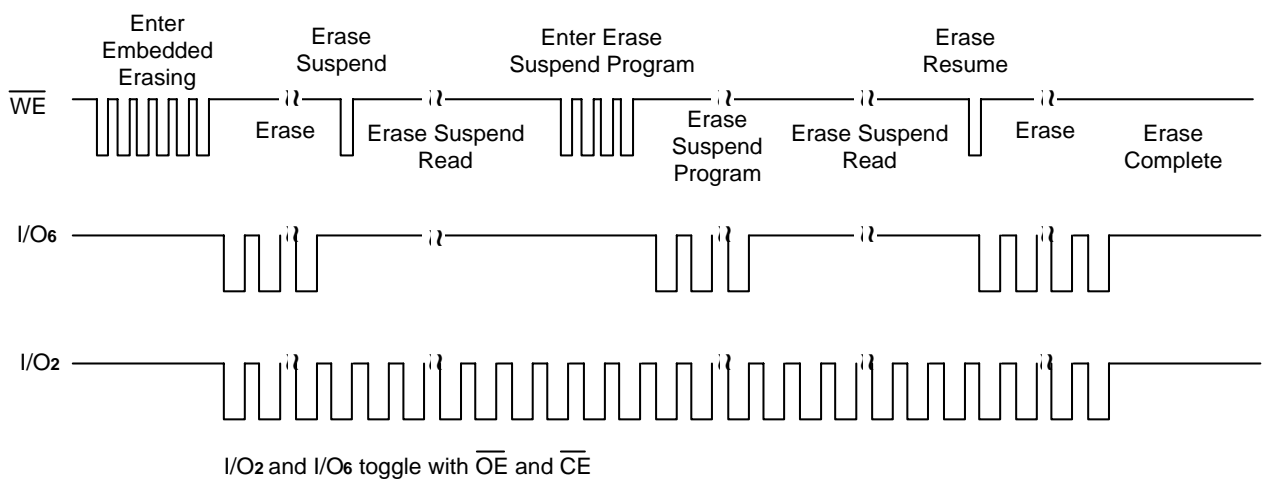 Enter
Embedded
Erasing
Erase
Suspend
Enter Erase
Suspend Program
Erase
Resume
WE
Erase
Erase Suspend
Read
Erase
Suspend
Program
Erase Suspend
Read
Erase
Erase
Complete
I/O6
I/O2
I/O2 and I/O6 toggle with OE and CE